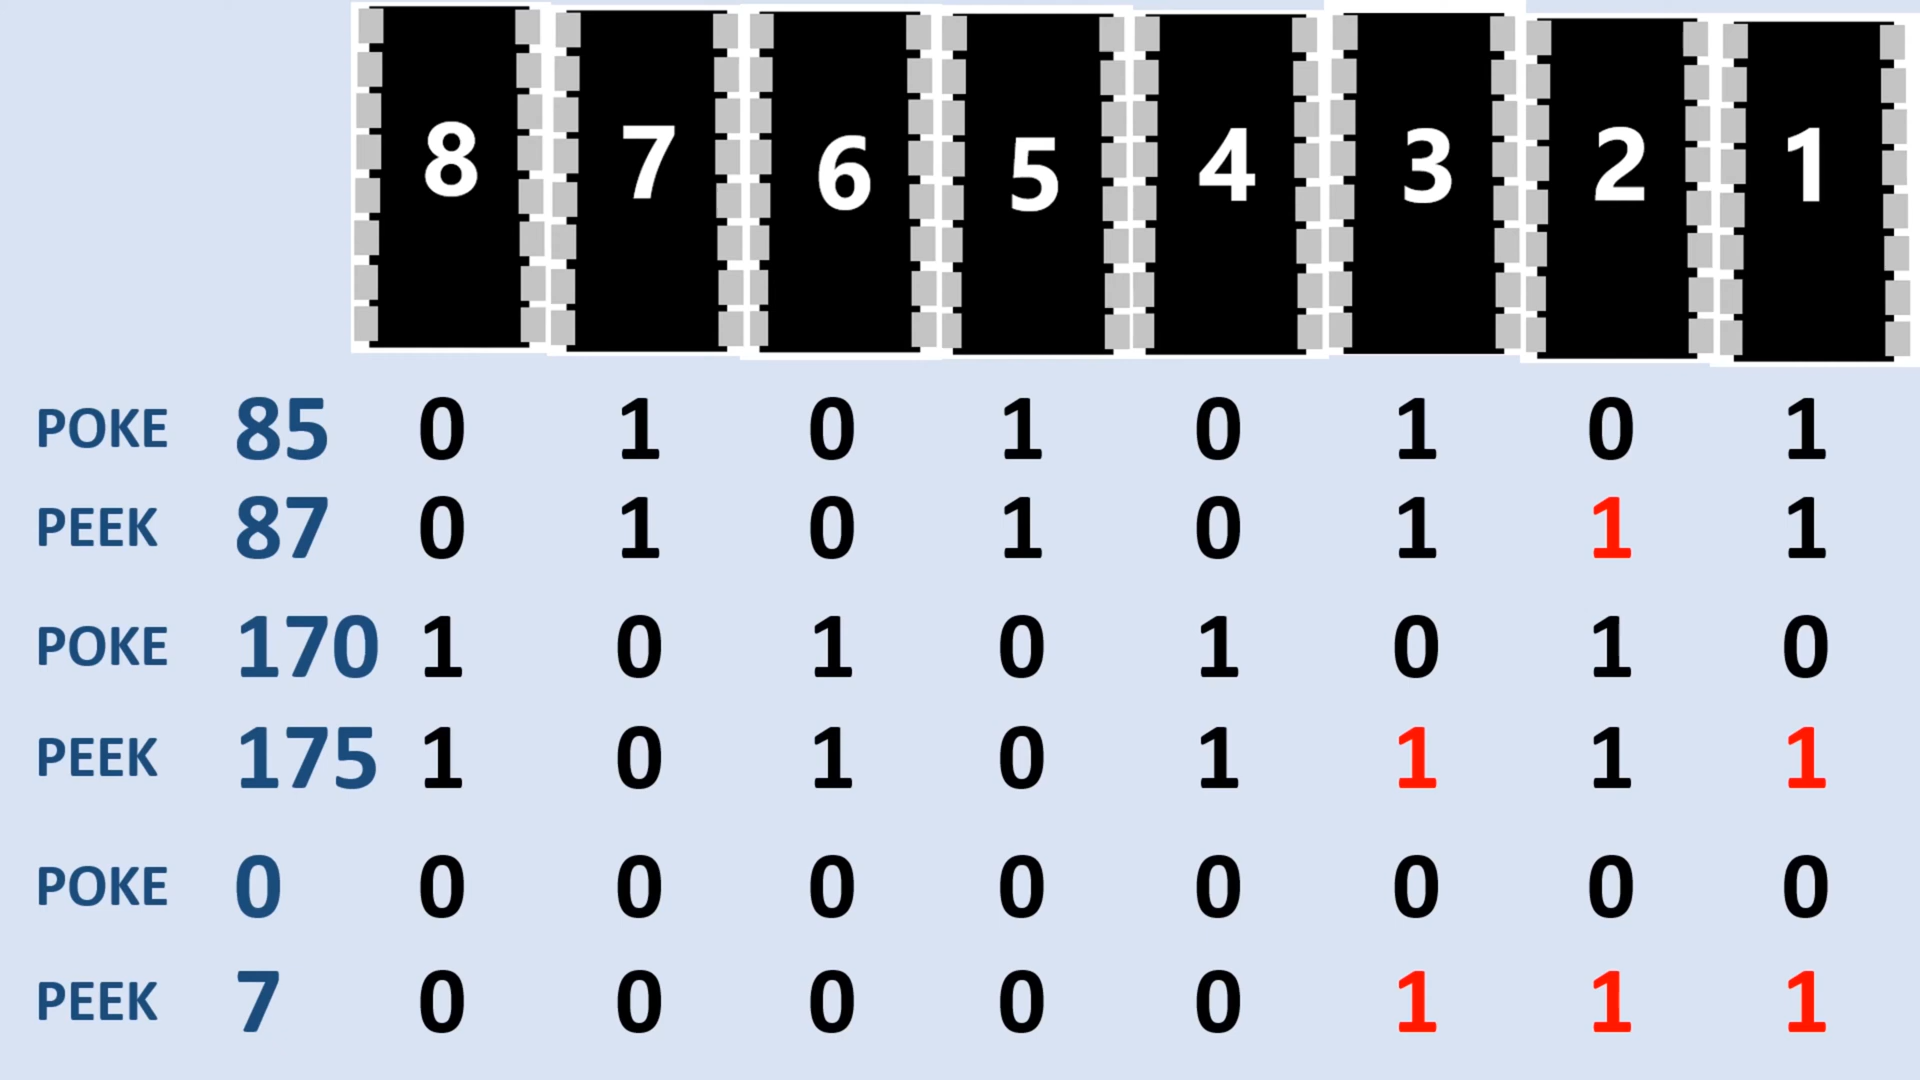 8 7 6 5 4 3 2 1
POKE 85 0 1 0 1 0 1 0 1
PEEK 87 0 1 0 1 0 1 1 1
POKE 170 1 0 1 0 1 0 1 0
PEEK 175 1 0 1 0 1 1 1 1
POKE 0 0 0 0 0 0 0 0 0
PEEK 7 0 0 0 0 0 1 1 1